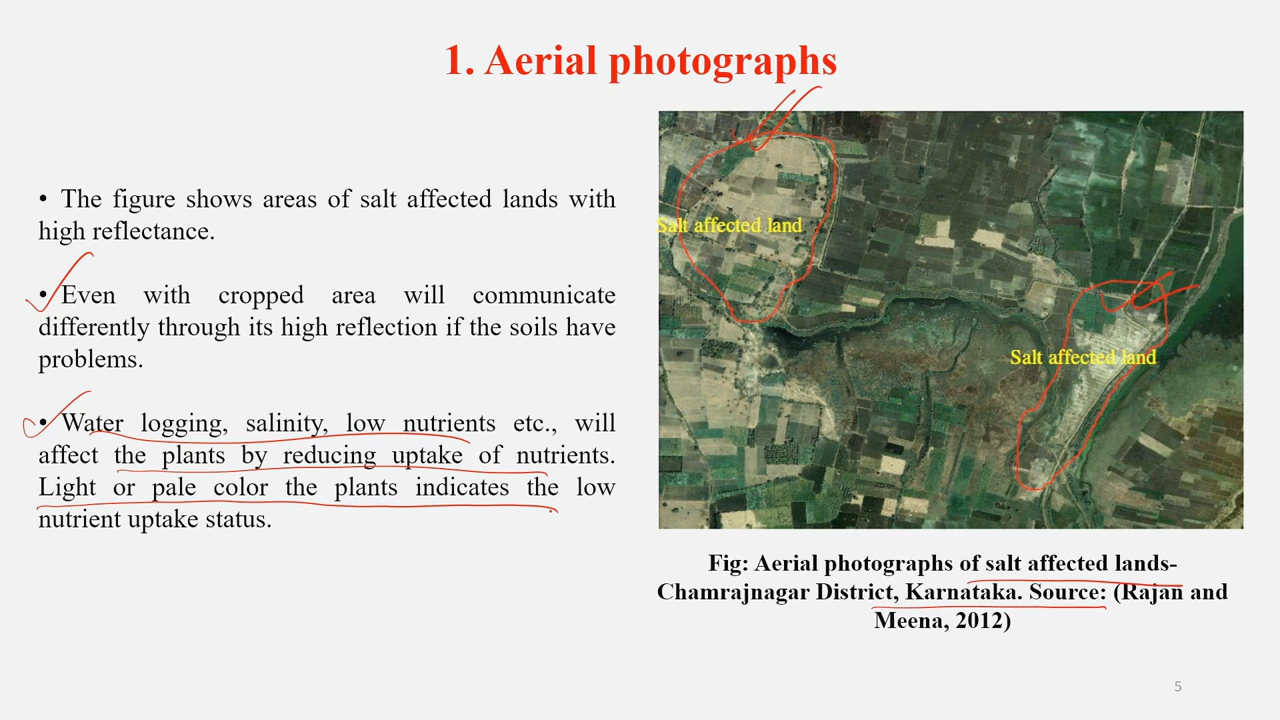 1. Aerial photographs
• The figure shows areas of salt affected lands with
high reflectance.
• Even with cropped area will communicate
differently through its high reflection if the soils have
problems.
• Water logging, salinity, low nutrients etc., will
affect the plants by reducing uptake of nutrients.
Light or pale color the plants indicates the low
nutrient uptake status.
Salt affected land
Salt affected land
Fig: Aerial photographs of salt affected lands-
Chamrajnagar District, Karnataka. Source: (Rajan and
Meena, 2012)
5